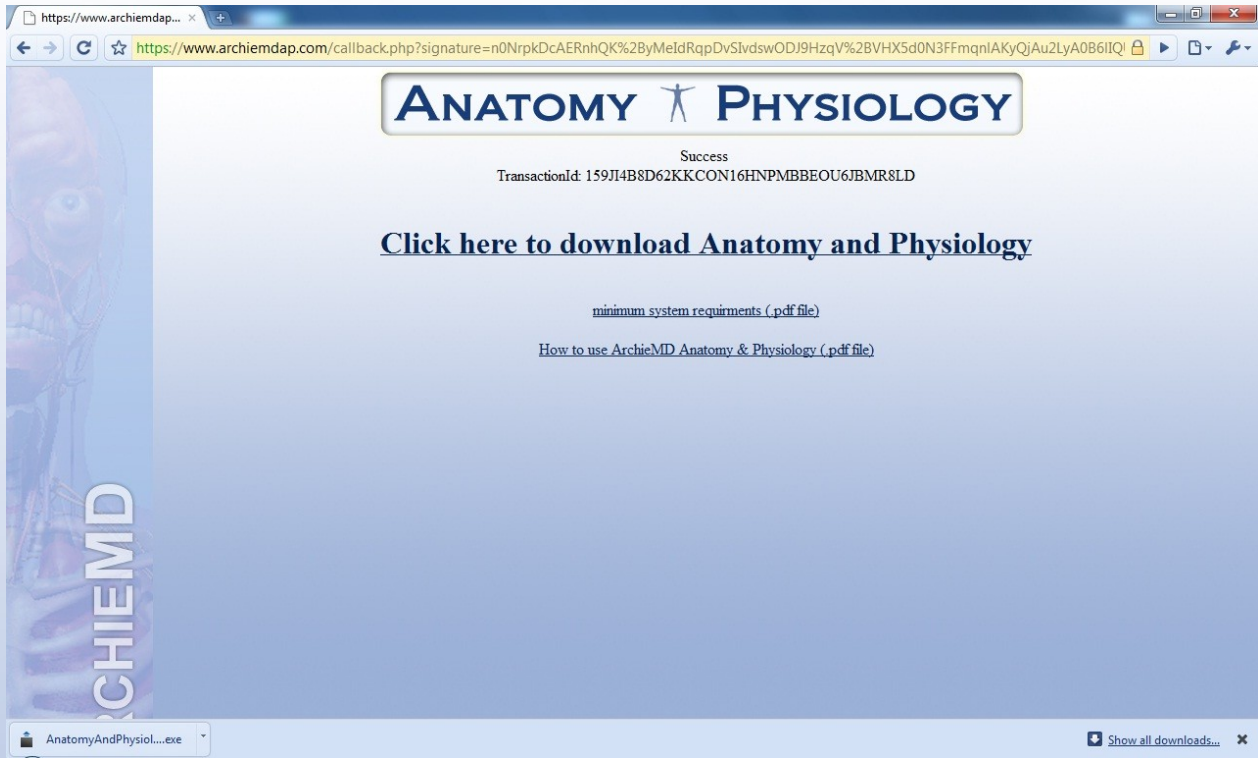 https://www.archiemdap...
https://www.archiemdap.com/callback.php?signature=n0NrpkDcAERnhQK%2ByMeIdRqpDvSIvdswODJ9HzqV%2BVHX5d0N3FFmqnIAKyQjAu2LyA0B6lIQ
ANATOMY PHYSIOLOGY
Success
TransactionId: 159JI4B8D62KKCON16HNPMBBEOU6JBMR8LD
Click here to download Anatomy and Physiology
minimum system requirments (.pdf file)
How to use ArchieMD Anatomy & Physiology (.pdf file)
RCHIEMD
AnatomyAndPhysiol....exe
Show all downloads...